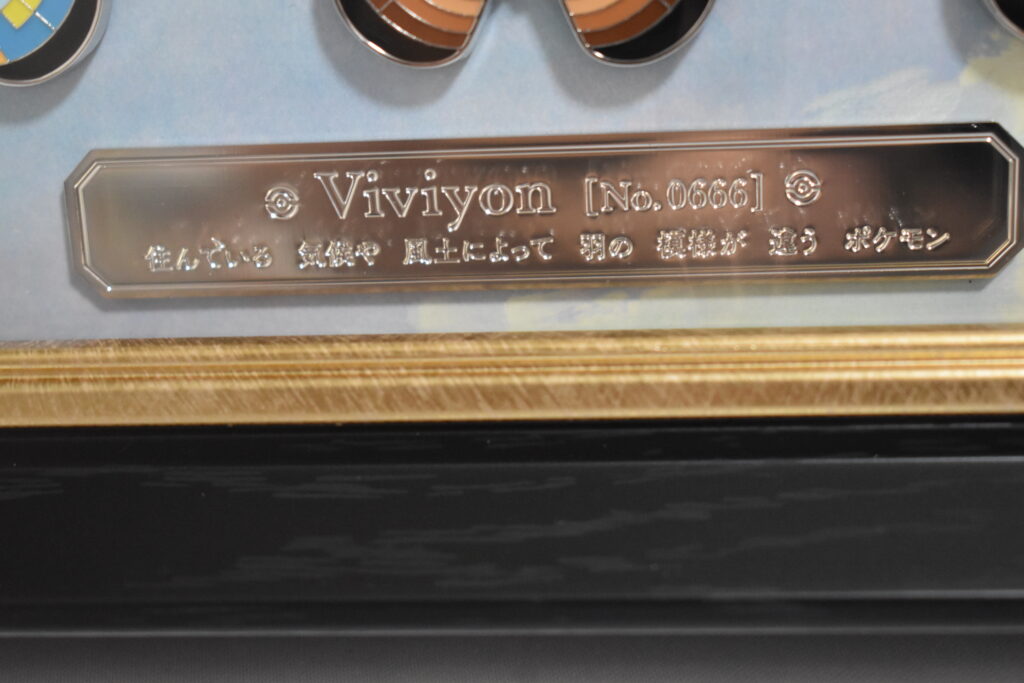 Viviyon [No. 0666]
住んでいる 気候や 風土によって 羽の 模様が 違う ポケモン